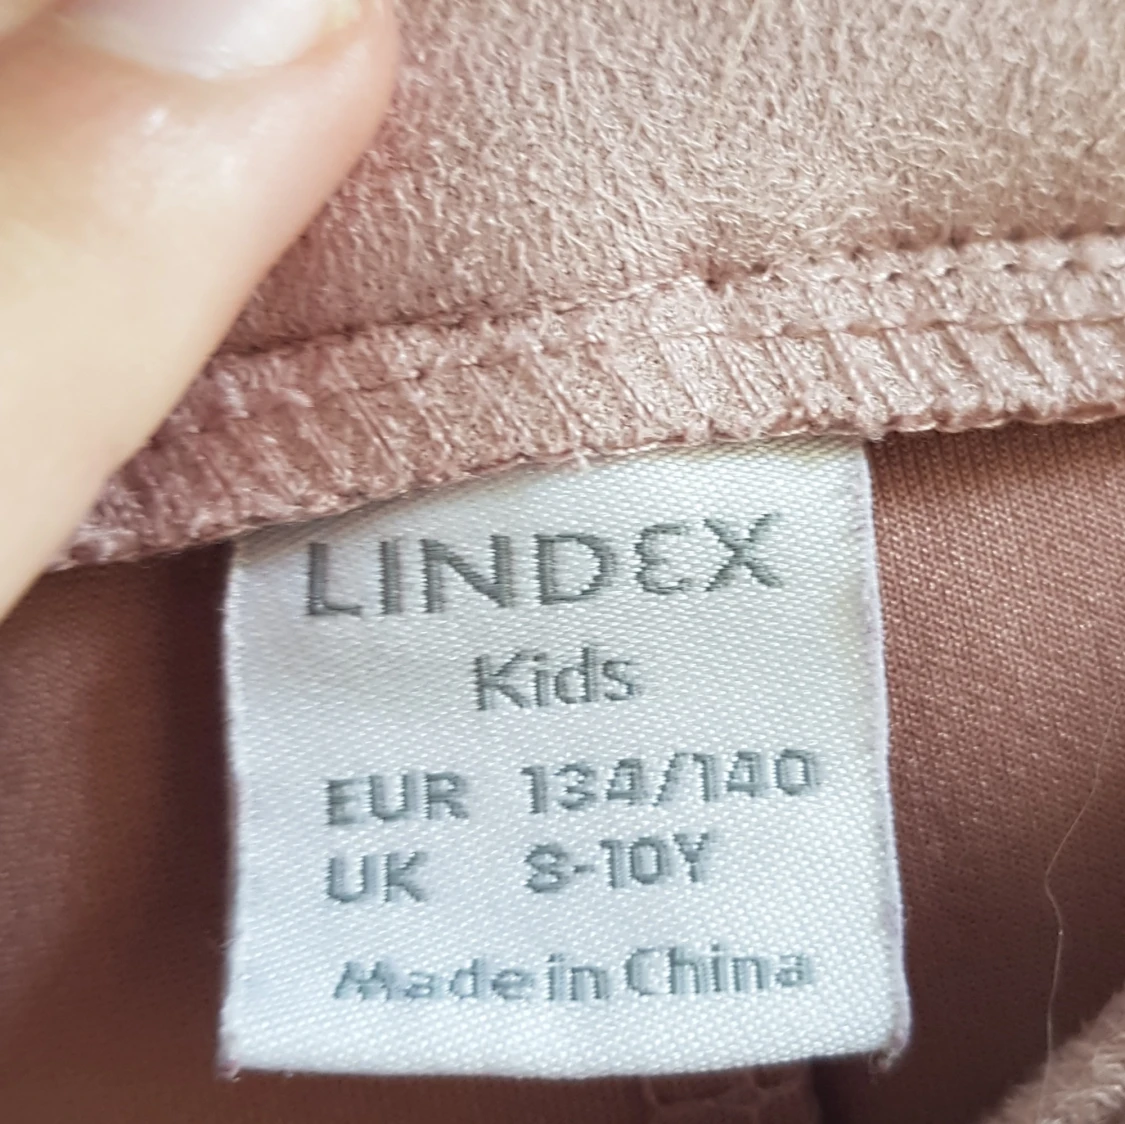 LINDEX
Kids
EUR 134/140
UK 8-10Y
Made in China